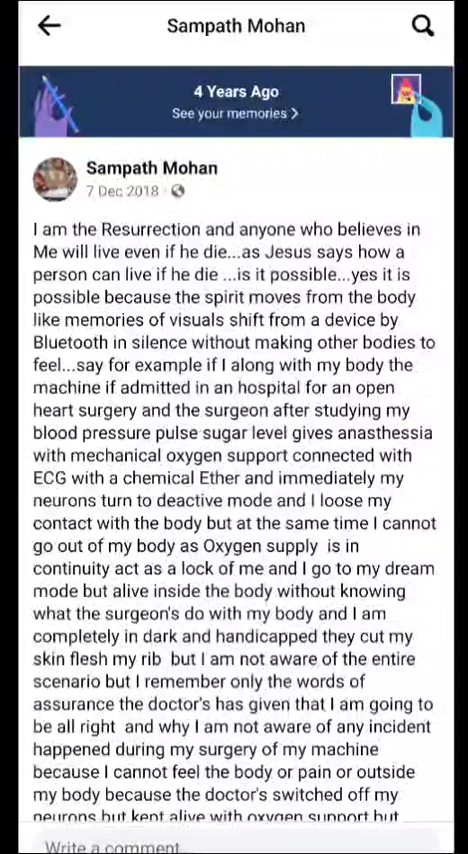 Sampath Mohan
4 Years Ago
See your memories
Sampath Mohan
7 Dec 2018
I am the Resurrection and anyone who believes in
Me will live even if he die...as Jesus says how a
person can live if he die ...is it possible...yes it is
possible because the spirit moves from the body
like memories of visuals shift from a device by
Bluetooth in silence without making other bodies to
feel...say for example if I along with my body the
machine if admitted in an hospital for an open
heart surgery and the surgeon after studying my
blood pressure pulse sugar level gives anasthessia
with mechanical oxygen support connected with
ECG with a chemical Ether and immediately my
neurons turn to deactive mode and I loose my
contact with the body but at the same time I cannot
go out of my body as Oxygen supply  is in
continuity act as a lock of me and I go to my dream
mode but alive inside the body without knowing
what the surgeon's do with my body and I am
completely in dark and handicapped they cut my
skin flesh my rib  but I am not aware of the entire
scenario but I remember only the words of
assurance the doctor's has given that I am going to
be all right  and why I am not aware of any incident
happened during my surgery of my machine
because I cannot feel the body or pain or outside
my body because the doctor's switched off my
neurons but kept alive with oxygen support but
Write a comment...